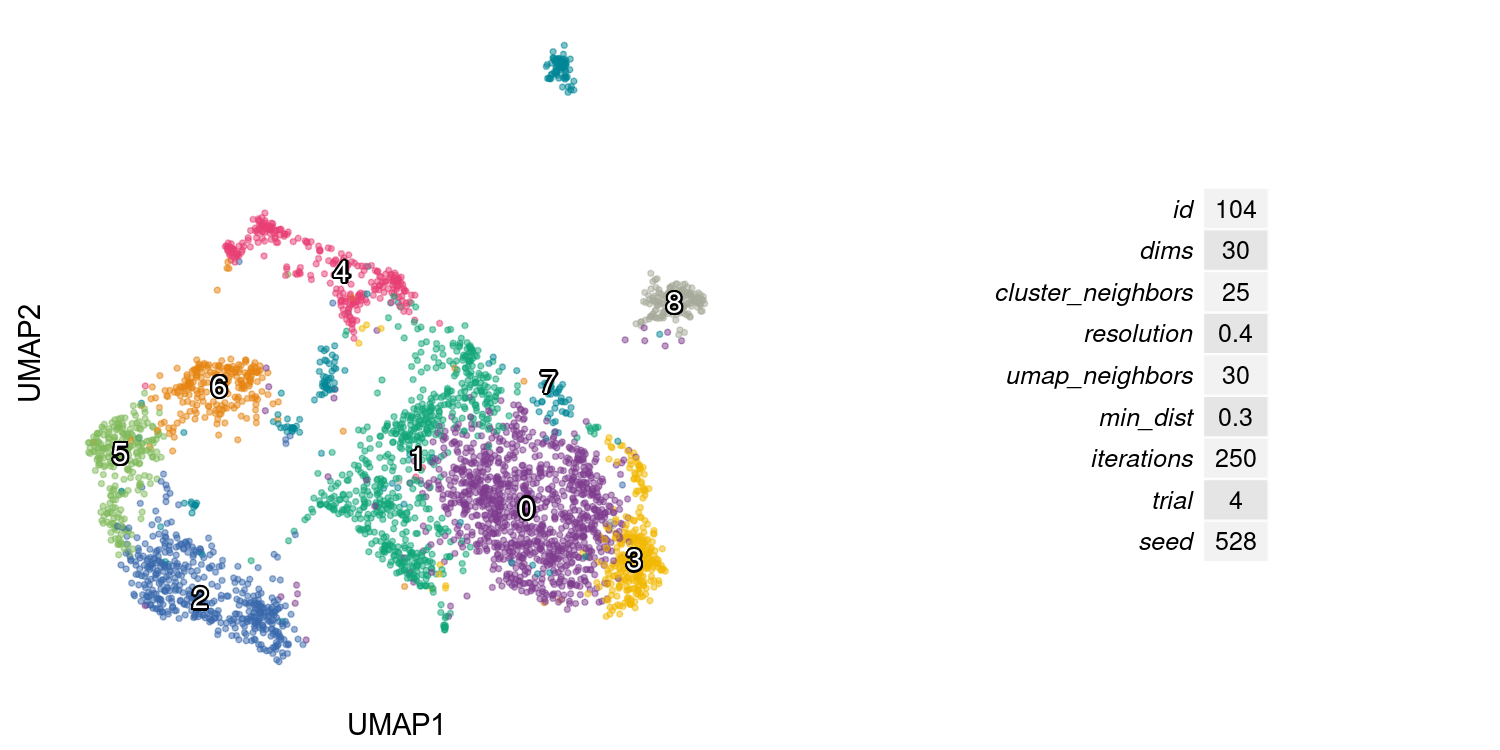 4
8
7
6
5
1
0
3
2
UMAP2
UMAP1
id 104
dims 30
cluster_neighbors 25
resolution 0.4
umap_neighbors 30
min_dist 0.3
iterations 250
trial 4
seed 528